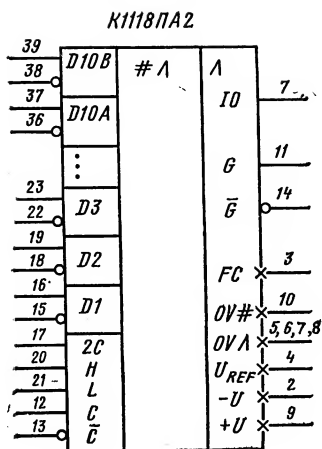 К1118ПА2
39 D10B # Λ Λ
38
37 D10A IO 7
36
⋮
G 11
23 D3 G̅ 14
22
19 D2
18 FC 3
16 D1 OV# 10
15 OVΛ 5,6,7,8
17 2C U_REF 4
20 H -U 2
21 L +U 9
12 C
13 C̅